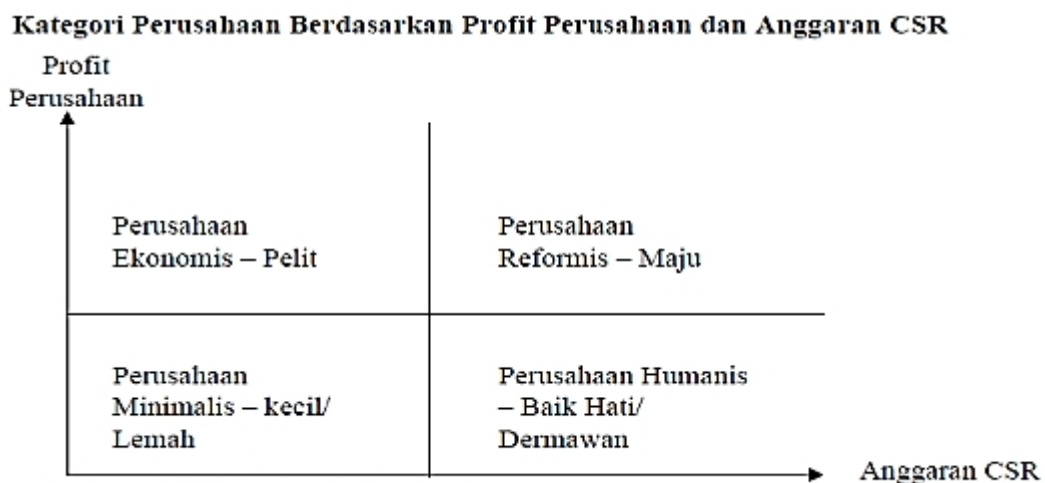 Kategori Perusahaan Berdasarkan Profit Perusahaan dan Anggaran CSR
Profit
Perusahaan
Perusahaan
Ekonomis – Pelit
Perusahaan
Reformis – Maju
Perusahaan
Minimalis – kecil/
Lemah
Perusahaan Humanis
– Baik Hati/
Dermawan
Anggaran CSR